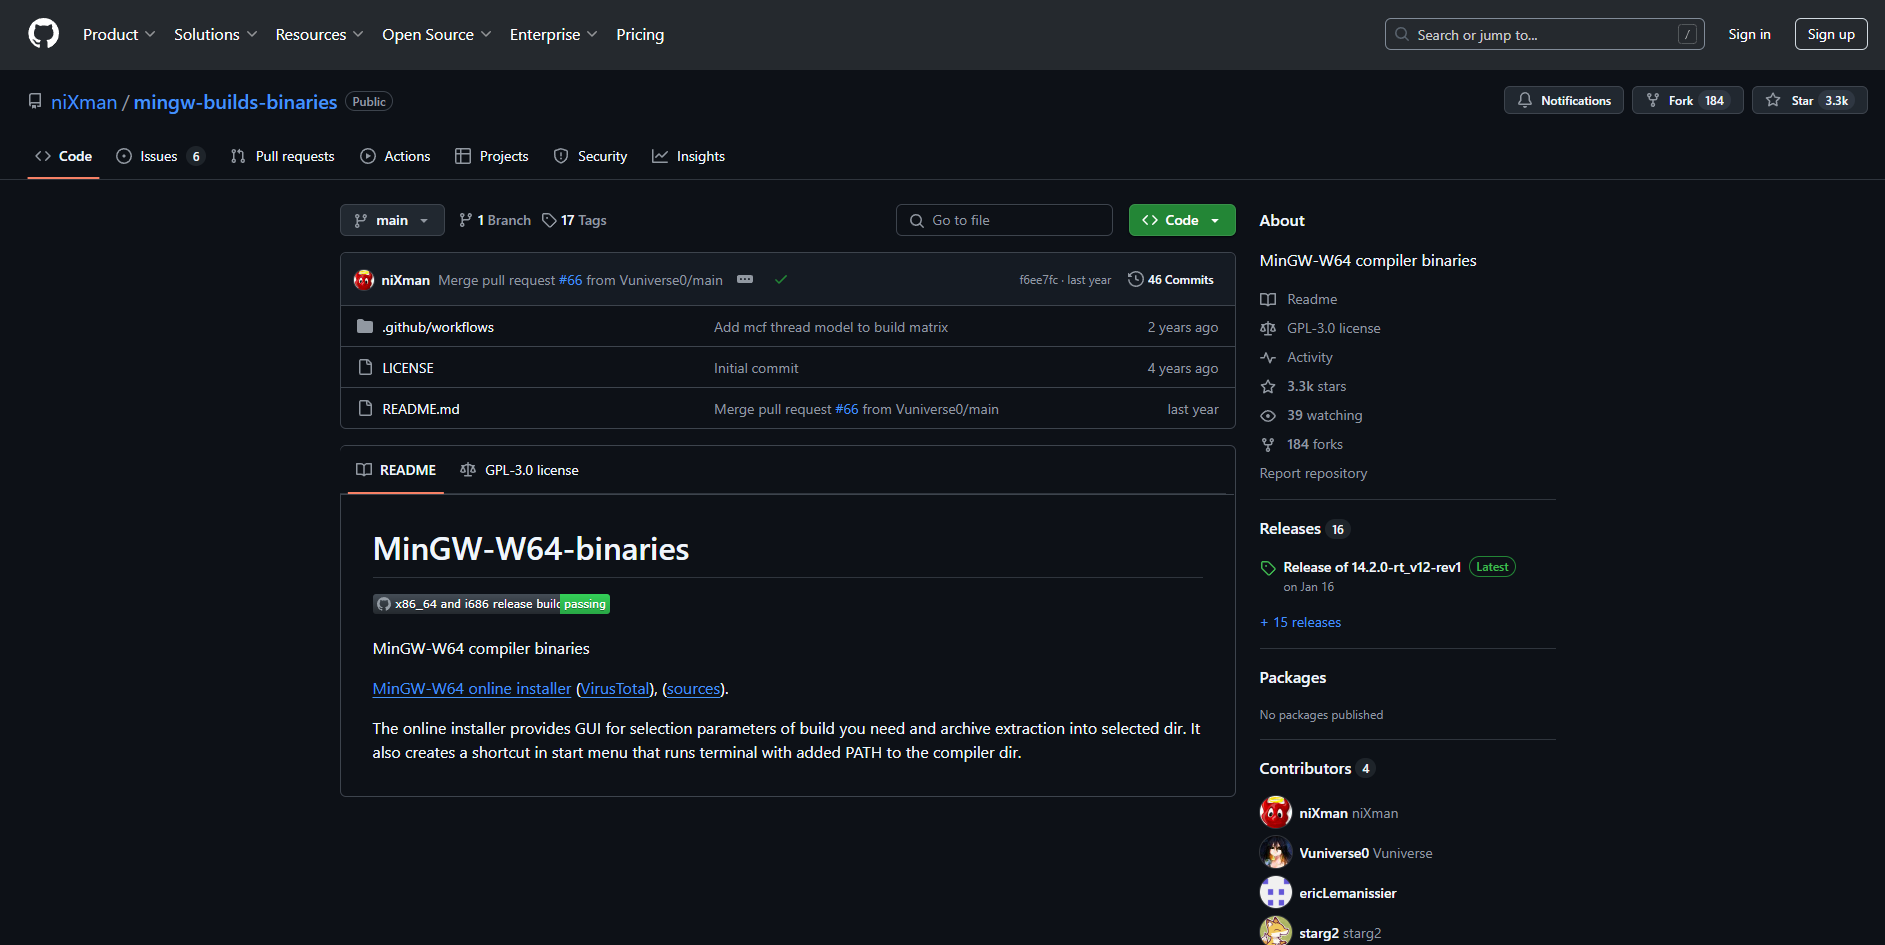 Product Solutions Resources Open Source Enterprise Pricing Search or jump to... / Sign in Sign up
niXman / mingw-builds-binaries Public Notifications Fork 184 Star 3.3k
Code Issues 6 Pull requests Actions Projects Security Insights
main 1 Branch 17 Tags Go to file Code
niXman Merge pull request #66 from Vuniverse0/main f6ee7fc · last year 46 Commits
.github/workflows Add mcf thread model to build matrix 2 years ago
LICENSE Initial commit 4 years ago
README.md Merge pull request #66 from Vuniverse0/main last year
README GPL-3.0 license
MinGW-W64-binaries
x86_64 and i686 release build passing
MinGW-W64 compiler binaries
MinGW-W64 online installer (VirusTotal), (sources).
The online installer provides GUI for selection parameters of build you need and archive extraction into selected dir. It
also creates a shortcut in start menu that runs terminal with added PATH to the compiler dir.
About
MinGW-W64 compiler binaries
Readme
GPL-3.0 license
Activity
3.3k stars
39 watching
184 forks
Report repository
Releases 16
Release of 14.2.0-rt_v12-rev1 Latest
on Jan 16
+ 15 releases
Packages
No packages published
Contributors 4
niXman niXman
Vuniverse0 Vuniverse
ericLemanissier
starg2 starg2